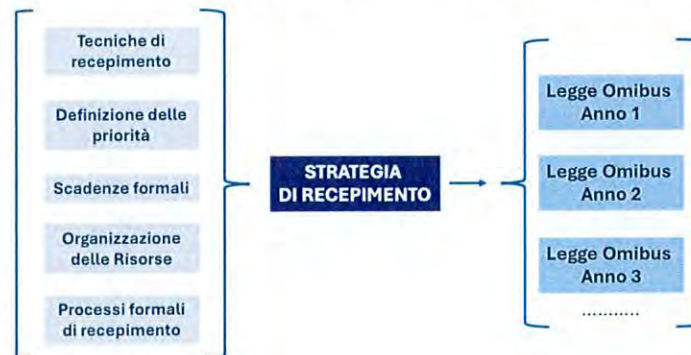 Tecniche di
recepimento
Definizione delle
priorità
Scadenze formali
Organizzazione
delle Risorse
Processi formali
di recepimento
STRATEGIA
DI RECEPIMENTO
Legge Omibus
Anno 1
Legge Omibus
Anno 2
Legge Omibus
Anno 3
...........